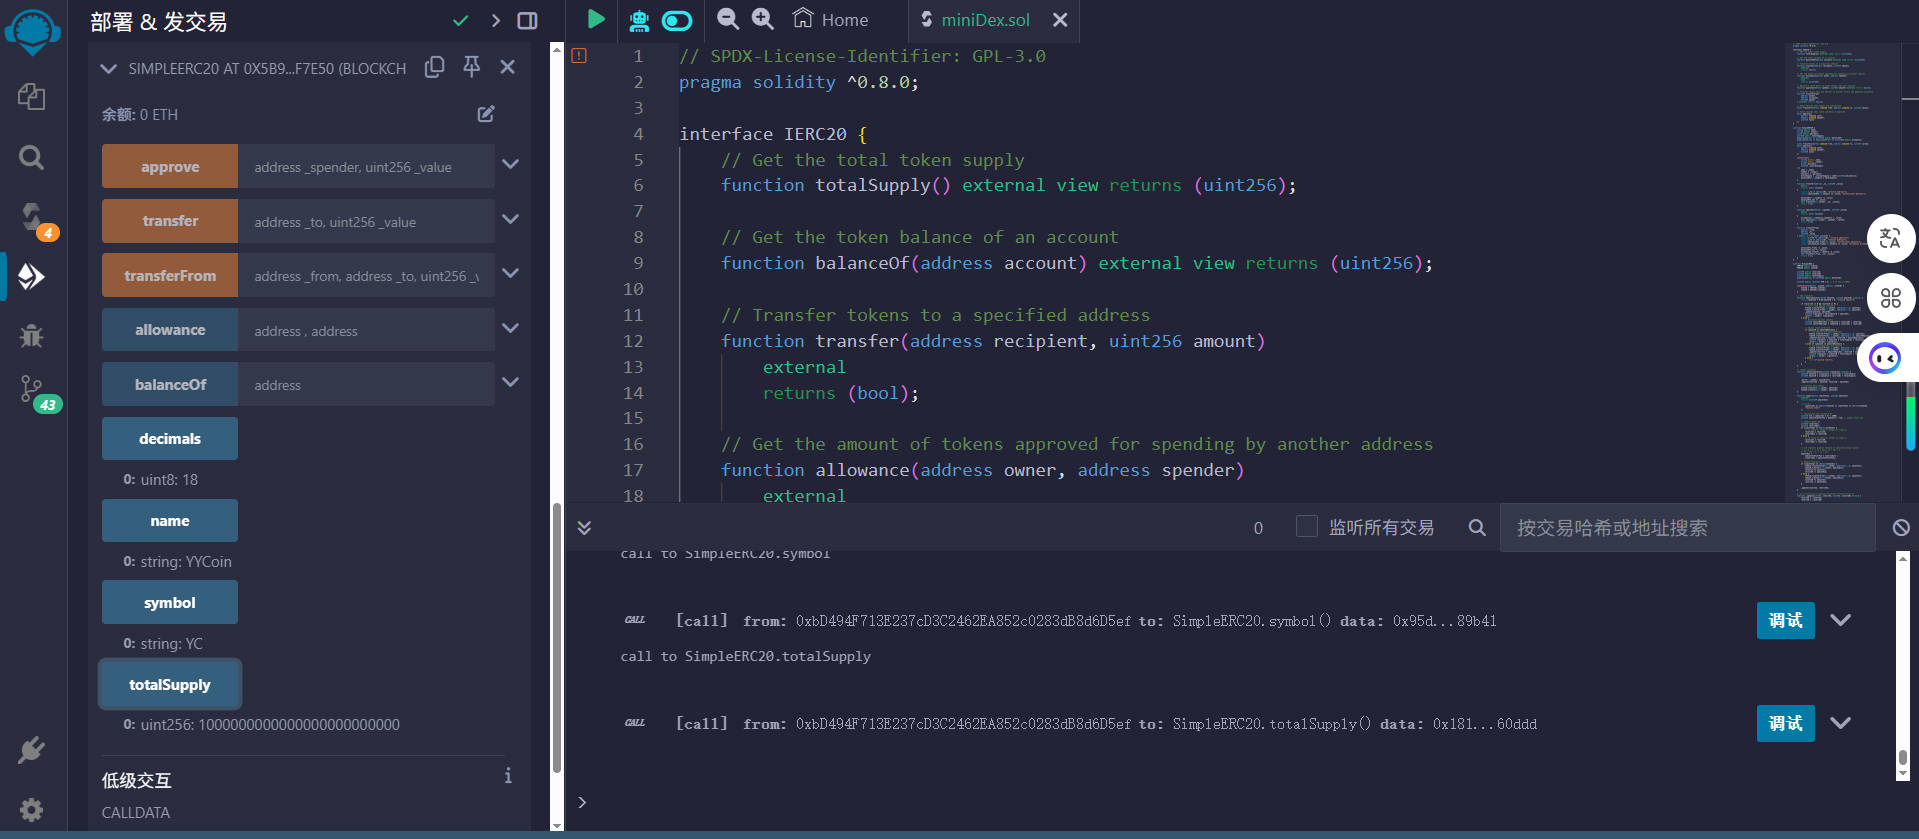 部署 & 发交易
SIMPLEERC20 AT 0X5B9...F7E50 (BLOCKCH
余额: 0 ETH
approve
address _spender, uint256 _value
transfer
address _to, uint256 _value
transferFrom
address _from, address _to, uint256 _v
allowance
address , address
balanceOf
address
decimals
0: uint8: 18
name
0: string: YYCoin
symbol
0: string: YC
totalSupply
0: uint256: 1000000000000000000000000
低级交互
i
CALLDATA
4
43
Home
miniDex.sol
1 // SPDX-License-Identifier: GPL-3.0
2 pragma solidity ^0.8.0;
3
4 interface IERC20 {
5 // Get the total token supply
6 function totalSupply() external view returns (uint256);
7
8 // Get the token balance of an account
9 function balanceOf(address account) external view returns (uint256);
10
11 // Transfer tokens to a specified address
12 function transfer(address recipient, uint256 amount)
13 external
14 returns (bool);
15
16 // Get the amount of tokens approved for spending by another address
17 function allowance(address owner, address spender)
18 external
0
监听所有交易
按交易哈希或地址搜索
call to SimpleERC20.symbol
CALL [call] from: 0xbD494F713E237cD3C2462EA852c0283dB8d6D5ef to: SimpleERC20.symbol() data: 0x95d...89b41
调试
call to SimpleERC20.totalSupply
CALL [call] from: 0xbD494F713E237cD3C2462EA852c0283dB8d6D5ef to: SimpleERC20.totalSupply() data: 0x181...60ddd
调试
>